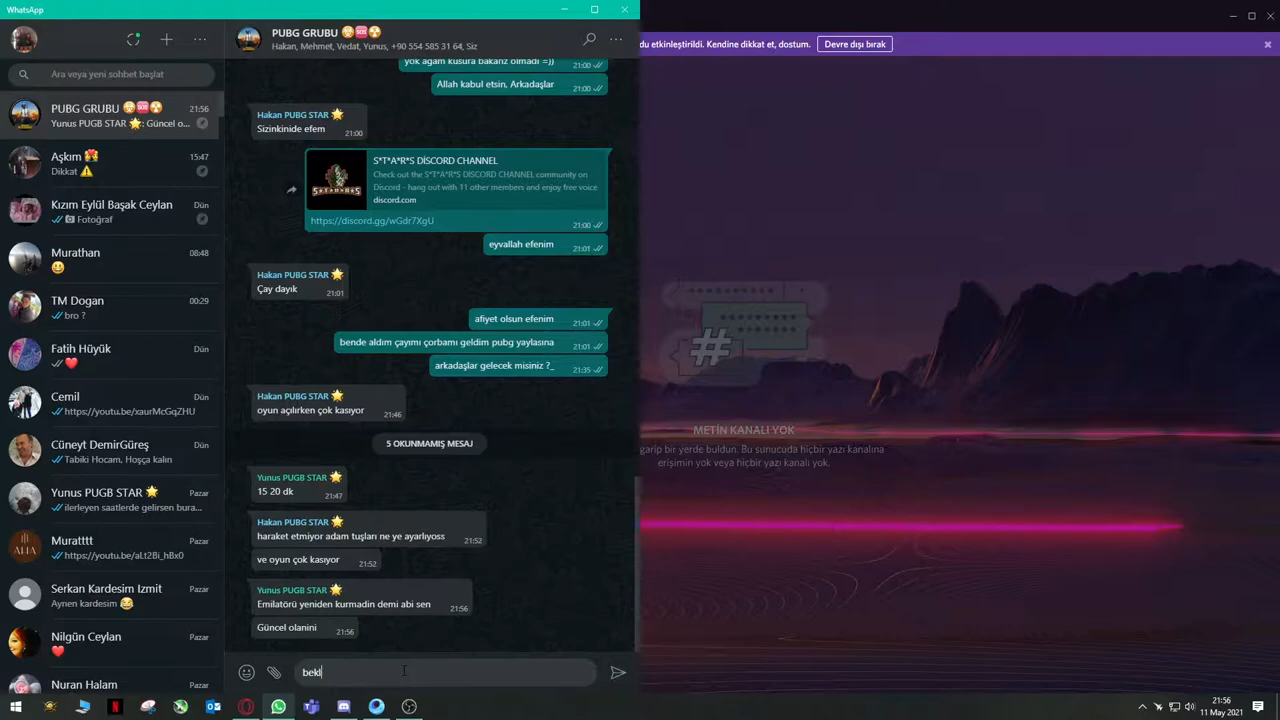 WhatsApp
Ara veya yeni sohbet başlat
PUBG GRUBU 21:56
Yunus PUGB STAR : Güncel o...
Aşkım 15:47
Dikkat
Kızım Eylül Başak Ceylan Dün
Fotoğraf
Murathan 08:48
TM Dogan 00:29
bro ?
Fatih Hüyük Dün
Cemil Dün
https://youtu.be/xaurMcGqZHU
Cüneyt DemirGüreş Dün
Tabiki Hocam, Hoşça kalın
Yunus PUGB STAR Pazar
ilerleyen saatlerde gelirsen bura...
Muratttt Pazar
https://youtu.be/aLt2Bi_hBx0
Serkan Kardesim Izmit Pazar
Aynen kardesim
Nilgün Ceylan Pazar
Nuran Halam Pazar
PUBG GRUBU
Hakan, Mehmet, Vedat, Yunus, +90 554 585 31 64, Siz
yok agam kusura bakarız olmadı =)) 21:00
Allah kabul etsin, Arkadaşlar 21:00
Hakan PUBG STAR
Sizinkinide efem 21:00
S*T*A*R*S DİSCORD CHANNEL
Check out the S*T*A*R*S DİSCORD CHANNEL community on
Discord - hang out with 11 other members and enjoy free voice
discord.com
https://discord.gg/wGdr7XgU 21:00
eyvallah efenim 21:01
Hakan PUBG STAR
Çay dayık 21:01
afiyet olsun efenim 21:01
bende aldım çayımı çorbamı geldim pubg yaylasına 21:01
arkadaşlar gelecek misiniz ?_ 21:35
Hakan PUBG STAR
oyun açılırken çok kasıyor 21:46
5 OKUNMAMIŞ MESAJ
Yunus PUGB STAR
15 20 dk 21:47
Hakan PUBG STAR
haraket etmiyor adam tuşları ne ye ayarlıyoss 21:52
ve oyun çok kasıyor 21:52
Yunus PUGB STAR
Emilatörü yeniden kurmadin demi abi sen 21:56
Güncel olanini 21:56
bekl
du etkinleştirildi. Kendine dikkat et, dostum. Devre dışı bırak
METİN KANALI YOK
garip bir yerde buldun. Bu sunucuda hiçbir yazı kanalına
erişimin yok veya hiçbir yazı kanalı yok.
21:56
11 May 2021